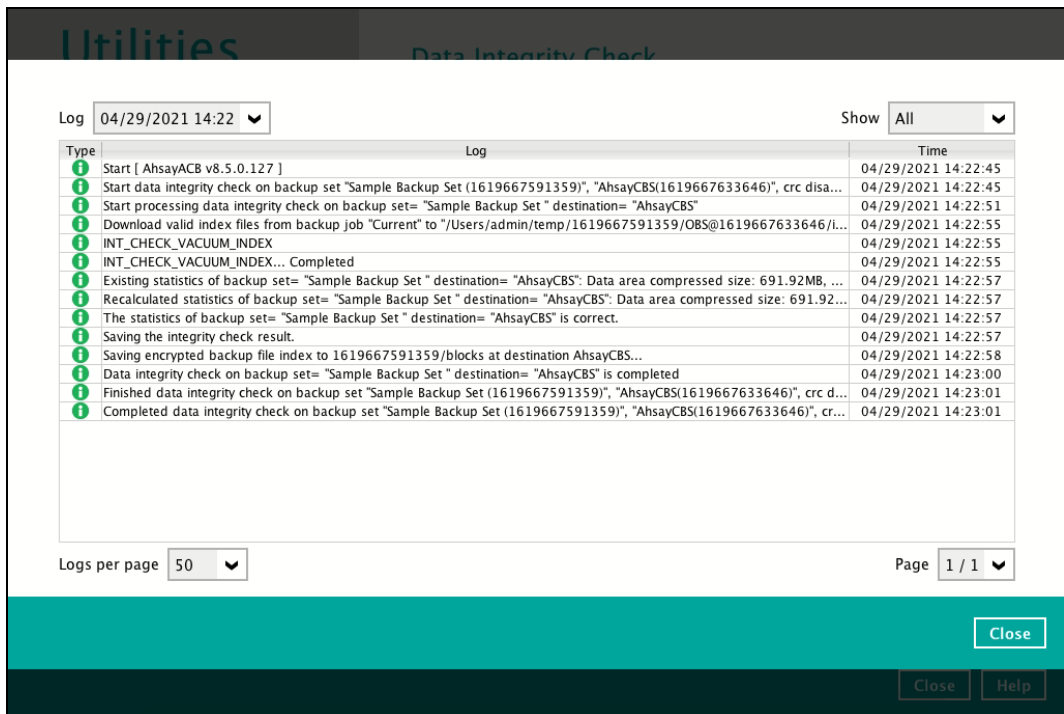 Utilities
Data Integrity Check
Log 04/29/2021 14:22 Show All
Type Log Time
Start [ AhsayACB v8.5.0.127 ] 04/29/2021 14:22:45
Start data integrity check on backup set "Sample Backup Set (1619667591359)", "AhsayCBS(1619667633646)", crc disa... 04/29/2021 14:22:45
Start processing data integrity check on backup set= "Sample Backup Set " destination= "AhsayCBS" 04/29/2021 14:22:51
Download valid index files from backup job "Current" to "/Users/admin/temp/1619667591359/OBS@1619667633646/i... 04/29/2021 14:22:55
INT_CHECK_VACUUM_INDEX 04/29/2021 14:22:55
INT_CHECK_VACUUM_INDEX... Completed 04/29/2021 14:22:55
Existing statistics of backup set= "Sample Backup Set " destination= "AhsayCBS": Data area compressed size: 691.92MB, ... 04/29/2021 14:22:57
Recalculated statistics of backup set= "Sample Backup Set " destination= "AhsayCBS": Data area compressed size: 691.92... 04/29/2021 14:22:57
The statistics of backup set= "Sample Backup Set " destination= "AhsayCBS" is correct. 04/29/2021 14:22:57
Saving the integrity check result. 04/29/2021 14:22:57
Saving encrypted backup file index to 1619667591359/blocks at destination AhsayCBS... 04/29/2021 14:22:58
Data integrity check on backup set= "Sample Backup Set " destination= "AhsayCBS" is completed 04/29/2021 14:23:00
Finished data integrity check on backup set "Sample Backup Set (1619667591359)", "AhsayCBS(1619667633646)", crc d... 04/29/2021 14:23:01
Completed data integrity check on backup set "Sample Backup Set (1619667591359)", "AhsayCBS(1619667633646)", cr... 04/29/2021 14:23:01
Logs per page 50 Page 1 / 1
Close
Close Help